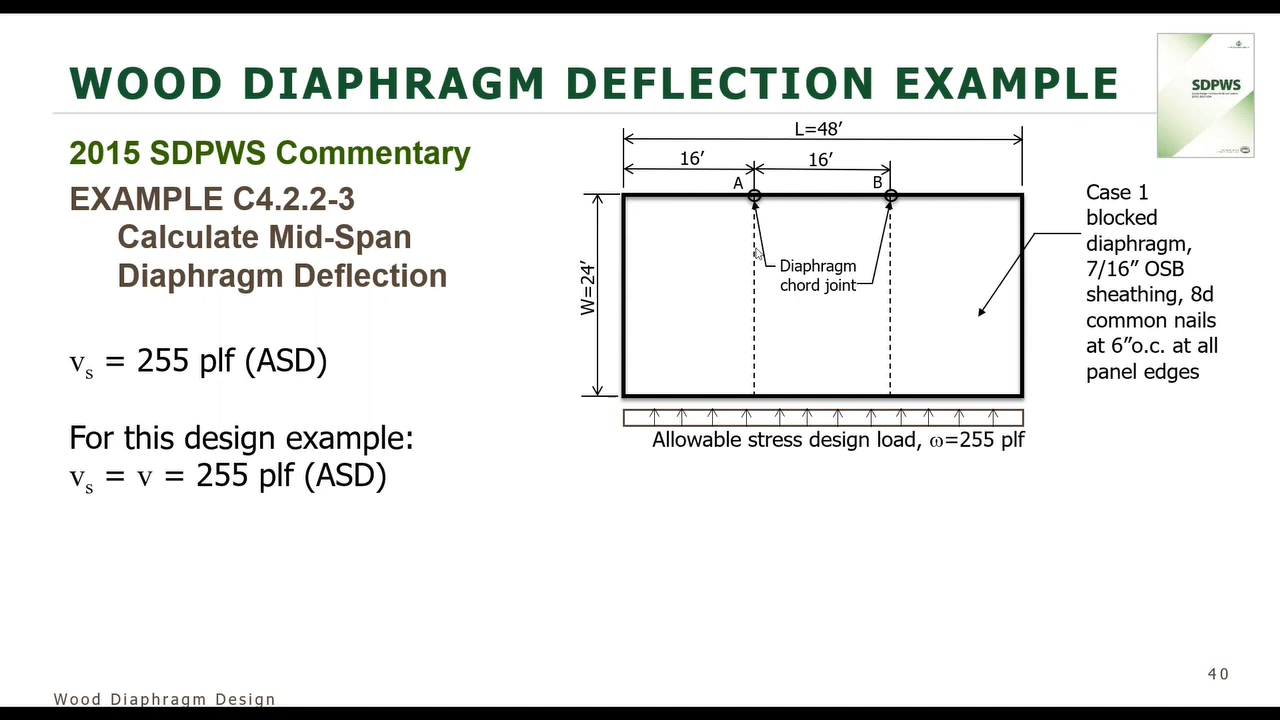 WOOD DIAPHRAGM DEFLECTION EXAMPLE
SDPWS
2015 SDPWS Commentary
EXAMPLE C4.2.2-3
Calculate Mid-Span
Diaphragm Deflection
vs = 255 plf (ASD)
For this design example:
vs = v = 255 plf (ASD)
L=48’
16’ 16’
A B
W=24’
Diaphragm
chord joint
Allowable stress design load, ω=255 plf
Case 1
blocked
diaphragm,
7/16” OSB
sheathing, 8d
common nails
at 6”o.c. at all
panel edges
40
Wood Diaphragm Design